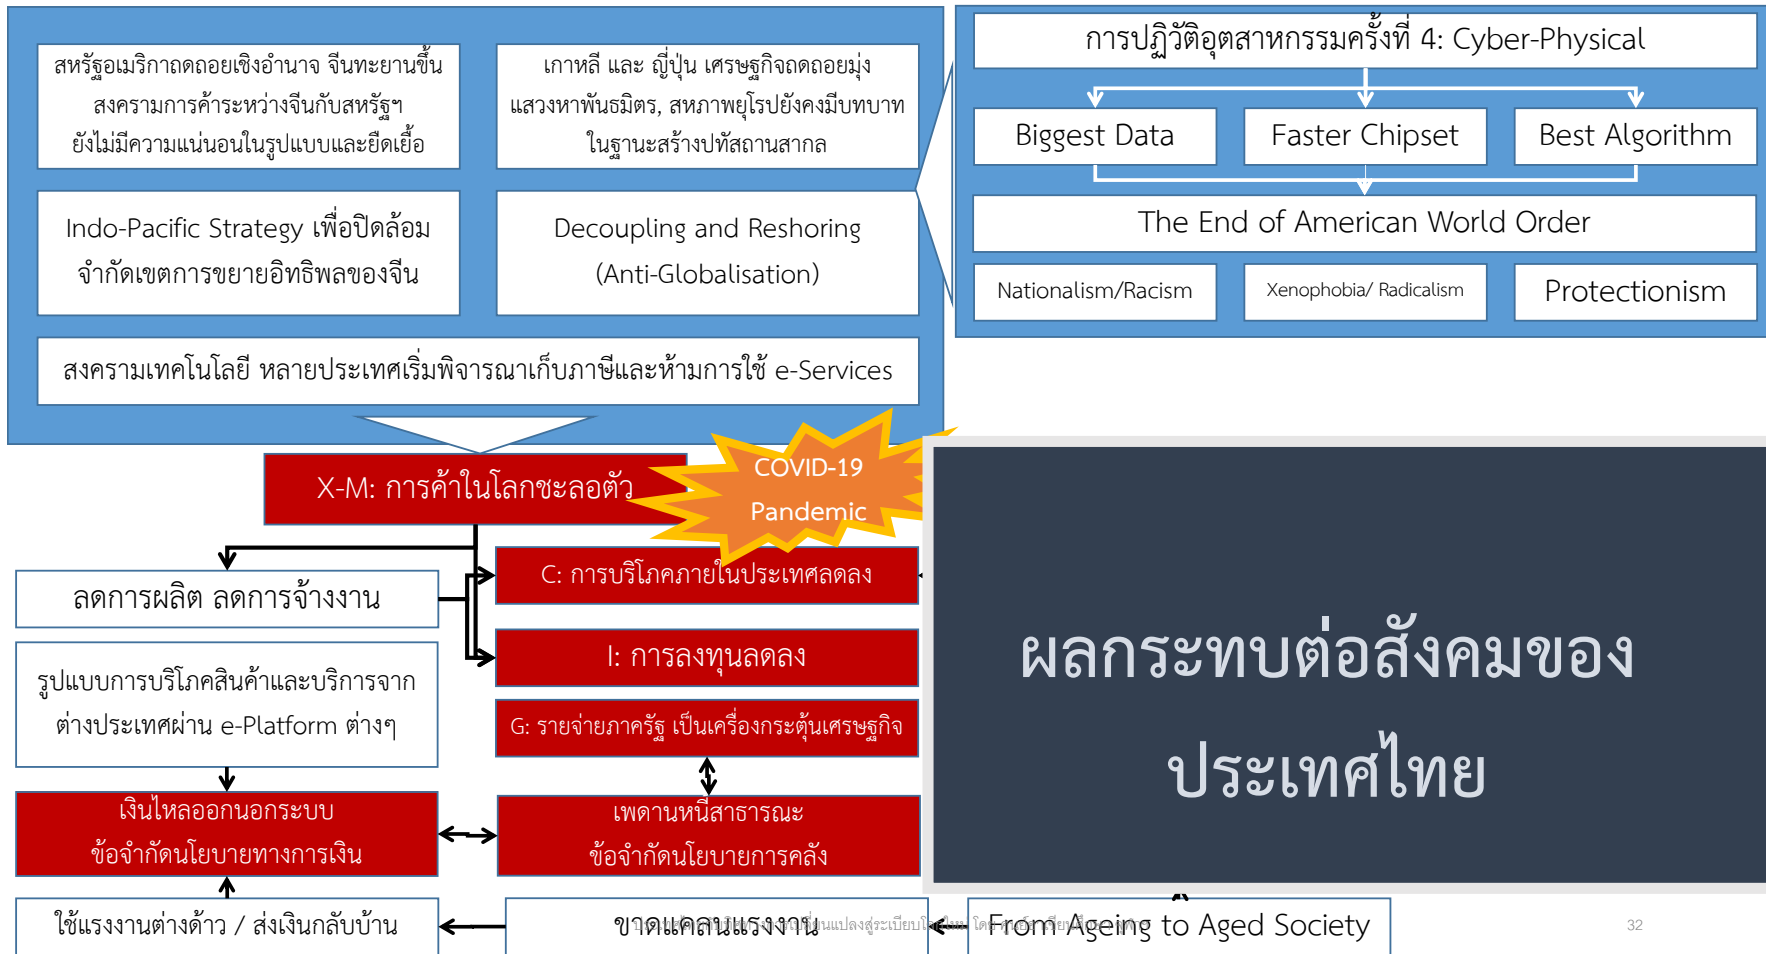 สหรัฐอเมริกาถดถอยเชิงอำนาจ จีนทะยานขึ้น
สงครามการค้าระหว่างจีนกับสหรัฐฯ
ยังไม่มีความแน่นอนในรูปแบบและยืดเยื้อ
เกาหลี และ ญี่ปุ่น เศรษฐกิจถดถอยมุ่ง
แสวงหาพันธมิตร, สหภาพยุโรปยังคงมีบทบาท
ในฐานะสร้างปทัสถานสากล
Indo-Pacific Strategy เพื่อปิดล้อม
จำกัดเขตการขยายอิทธิพลของจีน
Decoupling and Reshoring
(Anti-Globalisation)
สงครามเทคโนโลยี หลายประเทศเริ่มพิจารณาเก็บภาษีและห้ามการใช้ e-Services
การปฏิวัติอุตสาหกรรมครั้งที่ 4: Cyber-Physical
Biggest Data
Faster Chipset
Best Algorithm
The End of American World Order
Nationalism/Racism
Xenophobia/ Radicalism
Protectionism
X-M: การค้าในโลกชะลอตัว
COVID-19
Pandemic
C: การบริโภคภายในประเทศลดลง
ลดการผลิต ลดการจ้างงาน
I: การลงทุนลดลง
รูปแบบการบริโภคสินค้าและบริการจาก
ต่างประเทศผ่าน e-Platform ต่างๆ
G: รายจ่ายภาครัฐ เป็นเครื่องกระตุ้นเศรษฐกิจ
เงินไหลออกนอกระบบ
ข้อจำกัดนโยบายทางการเงิน
เพดานหนี้สาธารณะ
ข้อจำกัดนโยบายการคลัง
ผลกระทบต่อสังคมของ
ประเทศไทย
ใช้แรงงานต่างด้าว / ส่งเงินกลับบ้าน
ขาดแคลนแรงงาน
From Ageing to Aged Society
32